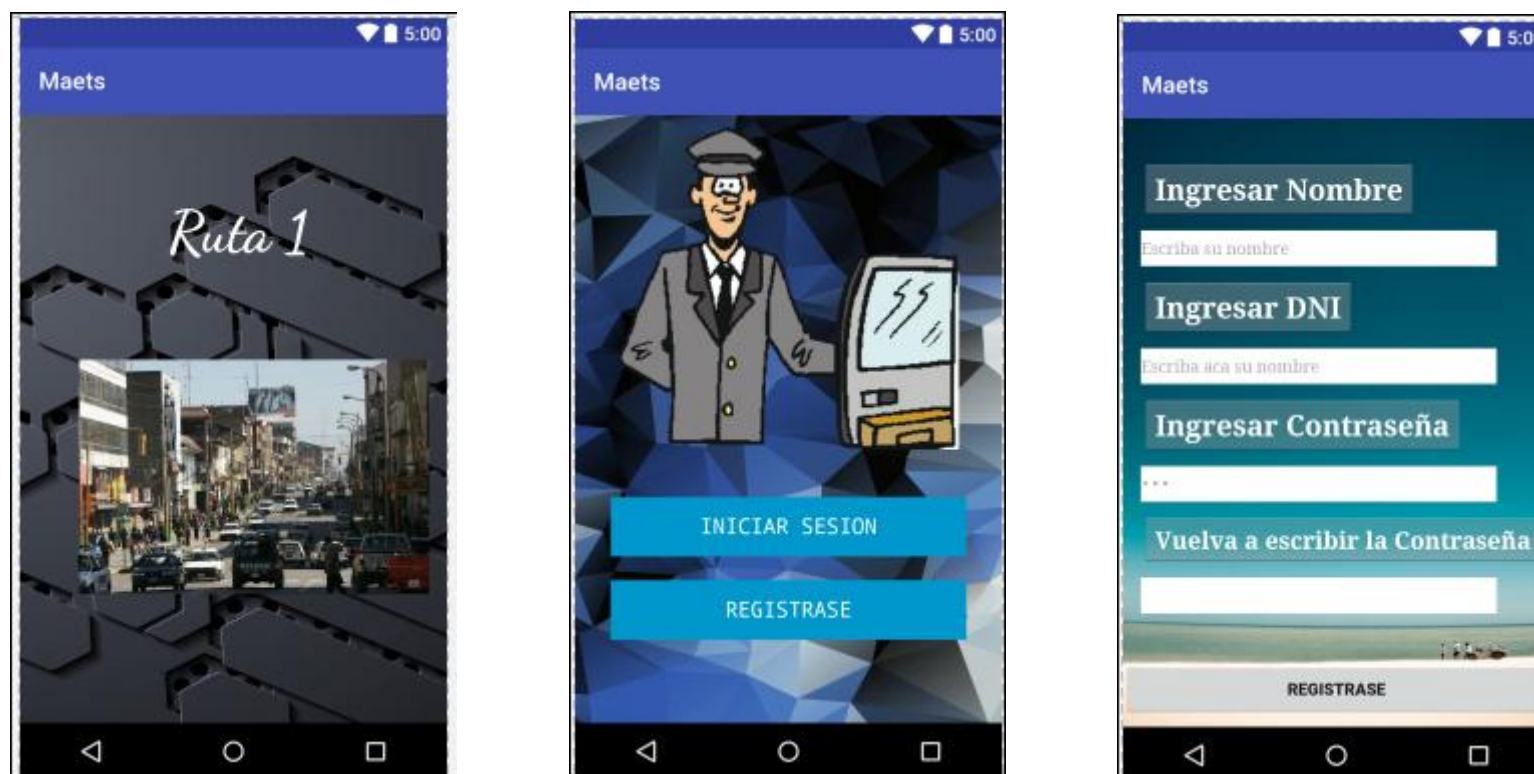 5:00
Maets
Ruta 1
5:00
Maets
INICIAR SESION
REGISTRASE
5:0
Maets
Ingresar Nombre
Escriba su nombre
Ingresar DNI
Escriba aca su nombre
Ingresar Contraseña
...
Vuelva a escribir la Contraseña
REGISTRASE